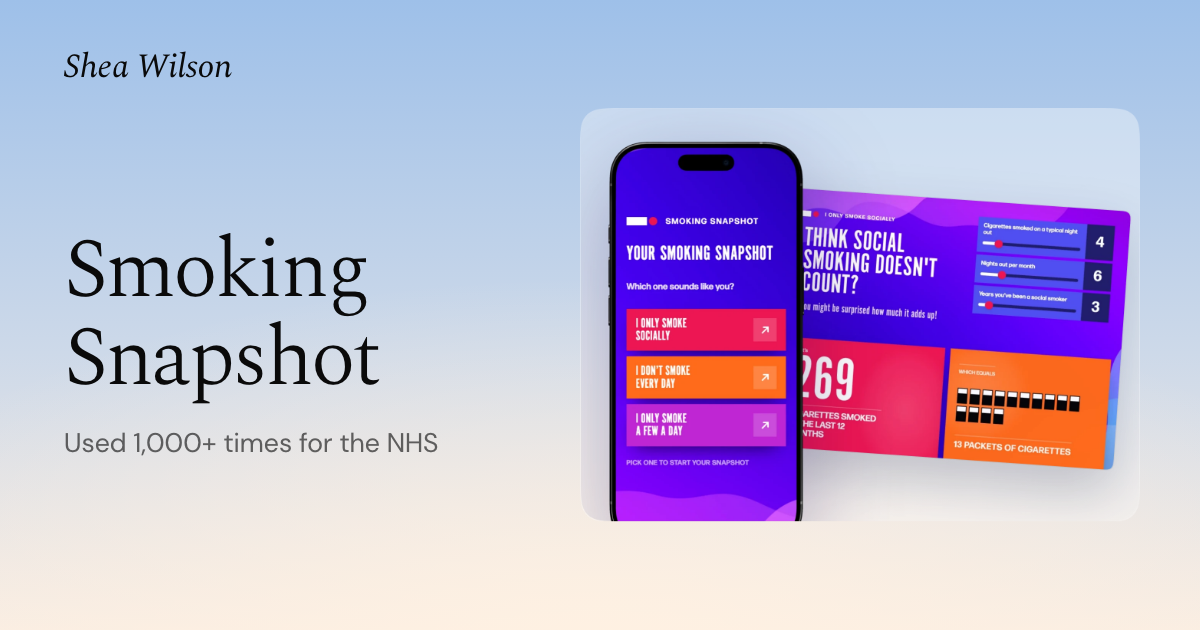 Shea Wilson
Smoking
Snapshot
Used 1,000+ times for the NHS
SMOKING SNAPSHOT
YOUR SMOKING SNAPSHOT
Which one sounds like you?
I ONLY SMOKE
SOCIALLY
I DON'T SMOKE
EVERY DAY
I ONLY SMOKE
A FEW A DAY
PICK ONE TO START YOUR SNAPSHOT
I ONLY SMOKE SOCIALLY
THINK SOCIAL
SMOKING DOESN'T
COUNT?
might be surprised how much it adds up!
Cigarettes smoked on a typical night
out
4
Nights out per month
6
Years you've been a social smoker
3
269
SMOKED
LAST 12
WHICH EQUALS
13 PACKETS OF CIGARETTES